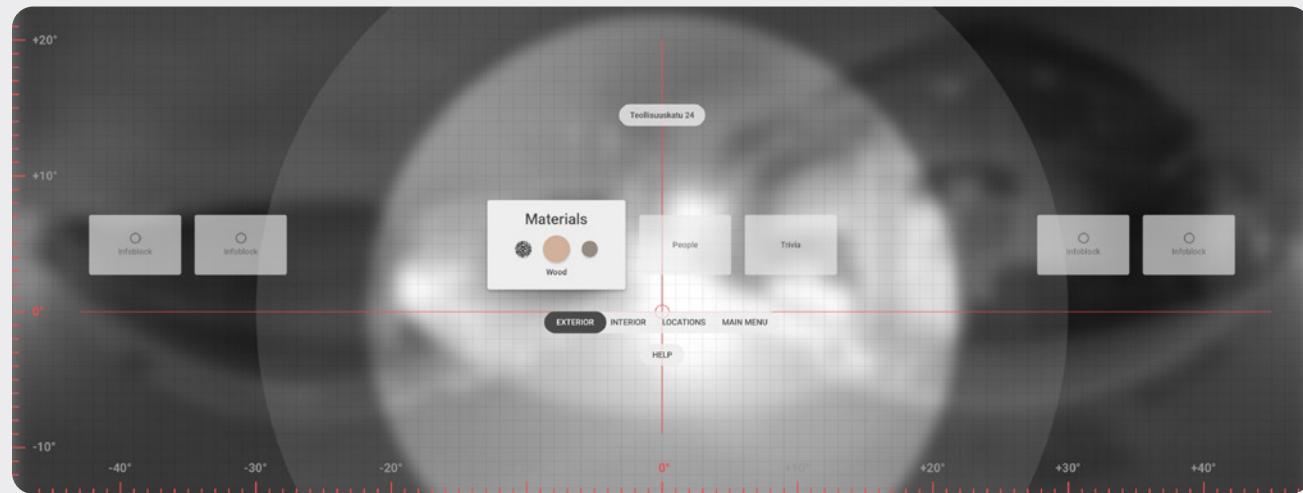 +20°
Teollisuuskatu 24
+10°
Materials
Wood
Infoblock
Infoblock
People
Trivia
Infoblock
Infoblock
0°
EXTERIOR INTERIOR LOCATIONS MAIN MENU
HELP
-10°
-40° -30° -20° 0° +10° +20° +30° +40°